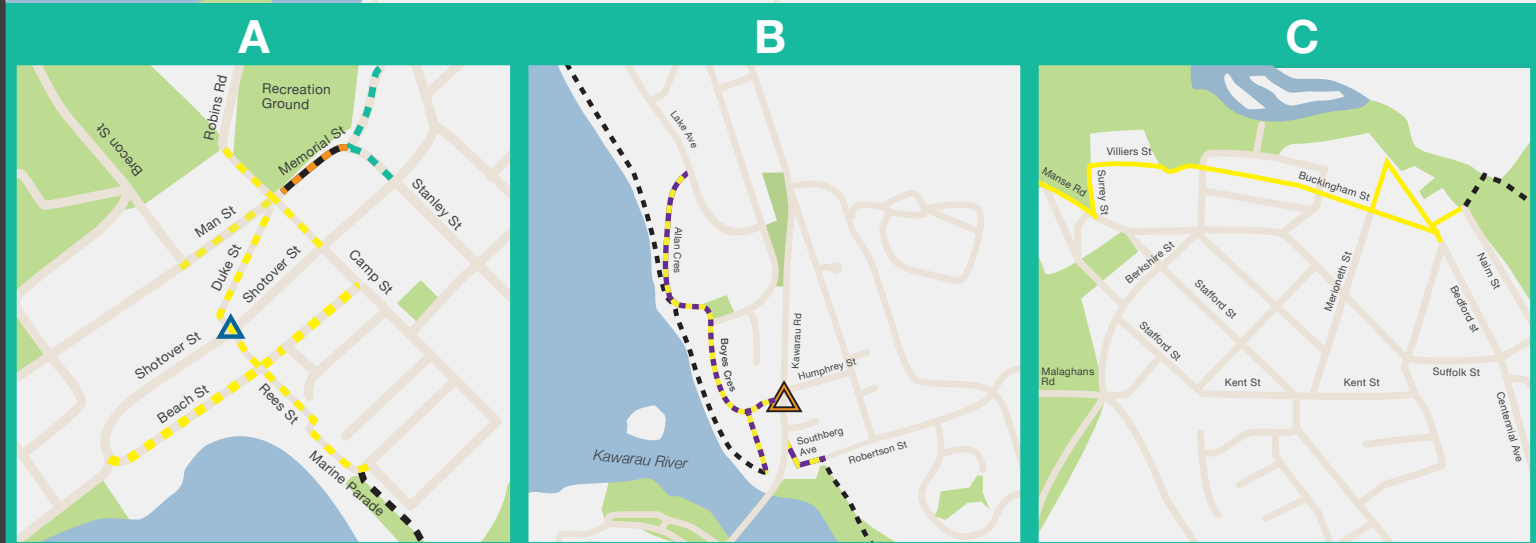 A
B
C
Robins Rd
Recreation
Ground
Brecon St
Memorial St
Stanley St
Man St
Duke St
Shotover St
Camp St
Shotover St
Beach St
Rees St
Marine Parade
Lake Ave
Allan Cres
Boyes Cres
Kawarau Rd
Humphrey St
Southberg
Ave
Robertson St
Kawarau River
Villiers St
Manse Rd
Surrey St
Buckingham St
Berkshire St
Stafford St
Merioneth St
Nairn St
Bedford st
Stafford St
Malaghans
Rd
Kent St
Kent St
Suffolk St
Centennial Ave